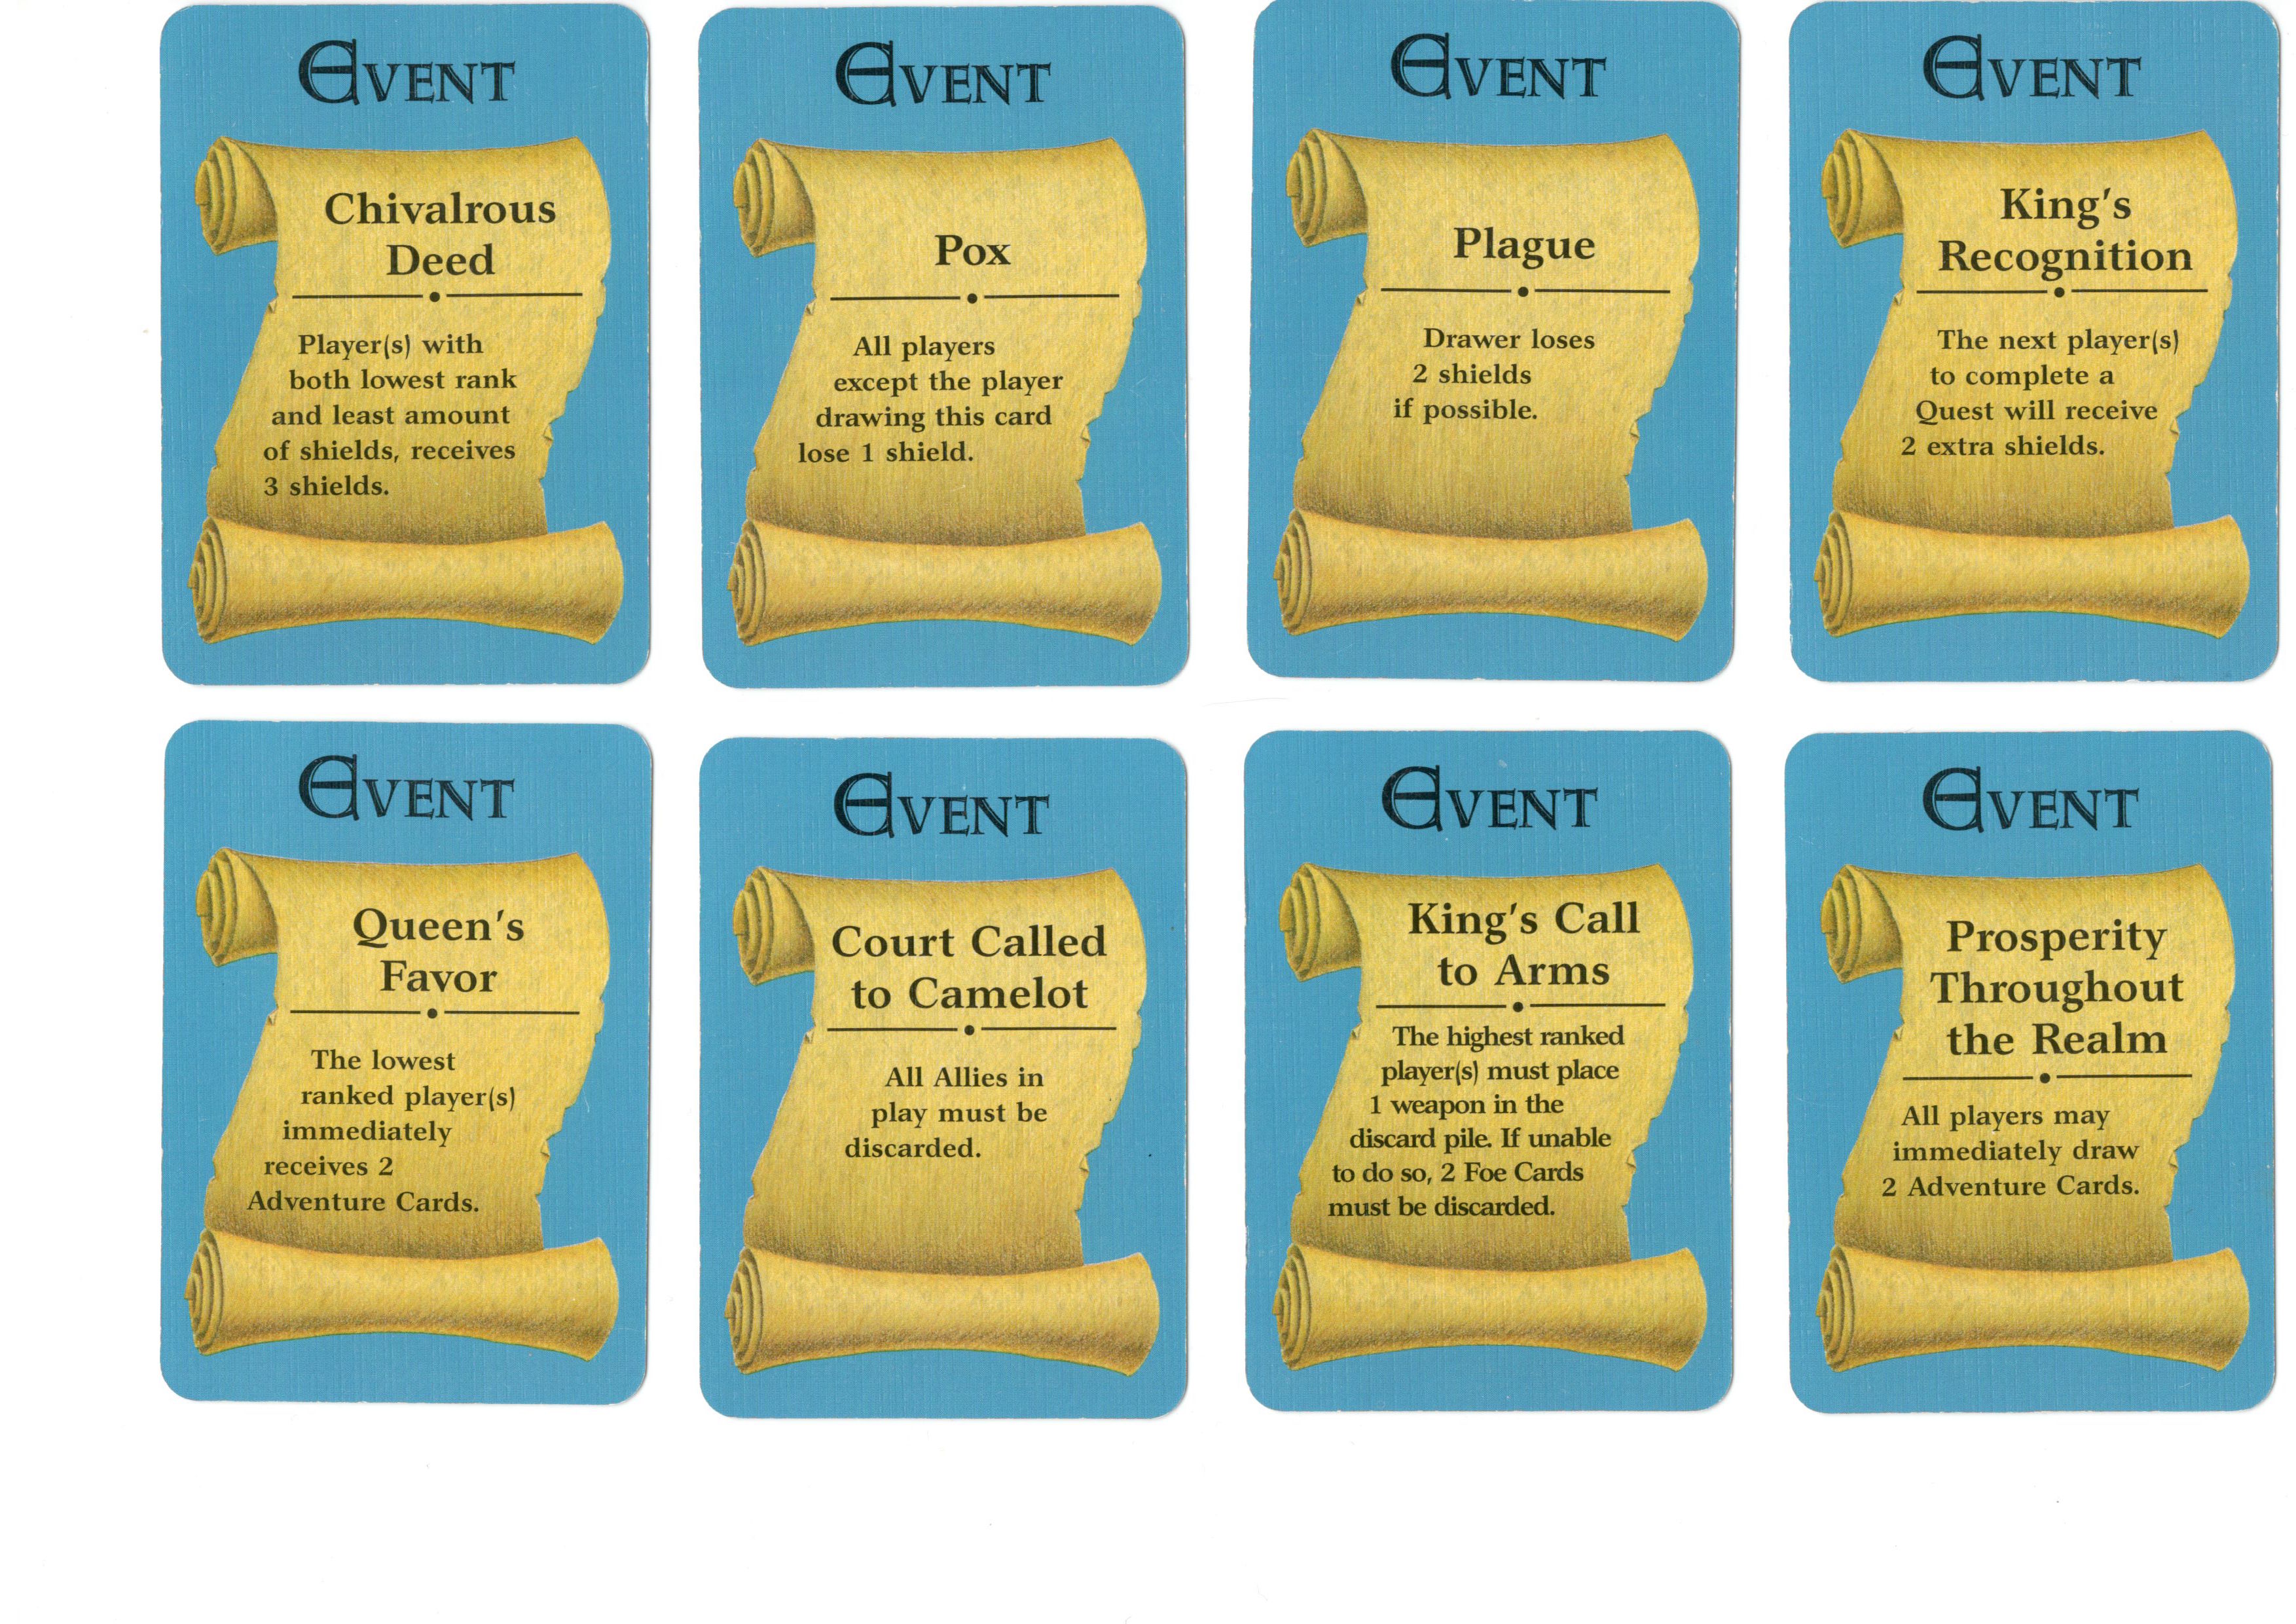 EVENT
Chivalrous
Deed
Player(s) with
both lowest rank
and least amount
of shields, receives
3 shields.
EVENT
Pox
All players
except the player
drawing this card
lose 1 shield.
EVENT
Plague
Drawer loses
2 shields
if possible.
EVENT
King's
Recognition
The next player(s)
to complete a
Quest will receive
2 extra shields.
EVENT
Queen's
Favor
The lowest
ranked player(s)
immediately
receives 2
Adventure Cards.
EVENT
Court Called
to Camelot
All Allies in
play must be
discarded.
EVENT
King's Call
to Arms
The highest ranked
player(s) must place
1 weapon in the
discard pile. If unable
to do so, 2 Foe Cards
must be discarded.
EVENT
Prosperity
Throughout
the Realm
All players may
immediately draw
2 Adventure Cards.